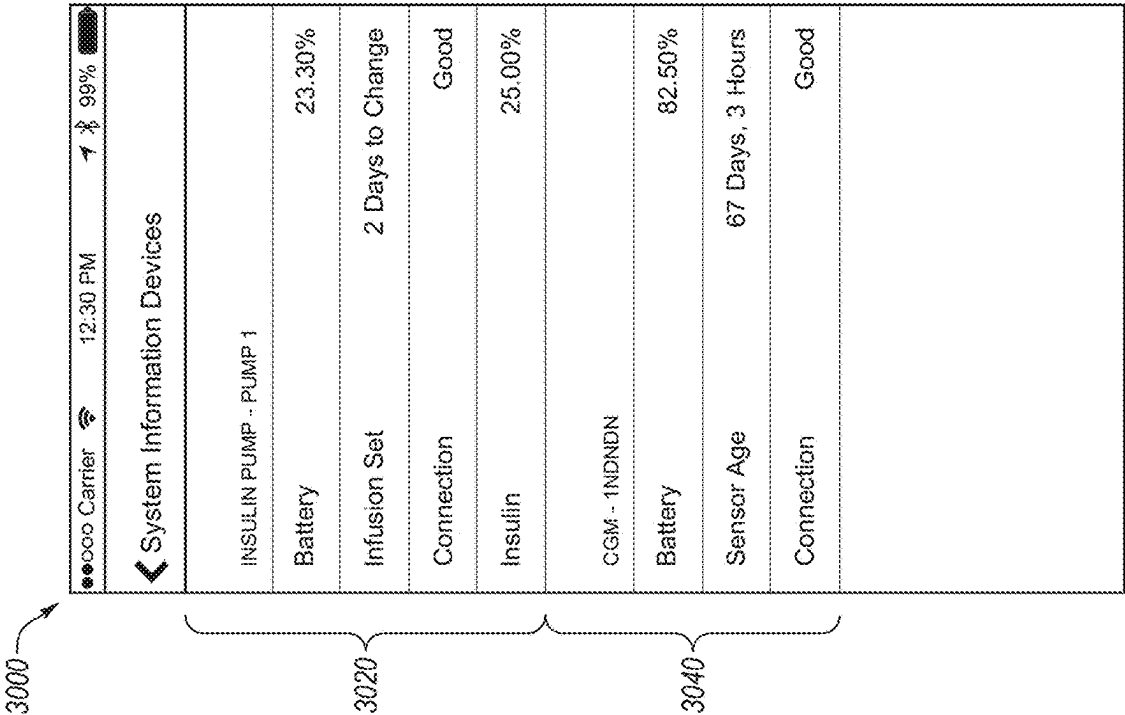 3000
●●○○○ Carrier 12:30 PM 99%
System Information Devices
INSULIN PUMP - PUMP 1
Battery 23.30%
Infusion Set 2 Days to Change
Connection Good
Insulin 25.00%
3020
CGM - 1NDNDN
Battery 82.50%
Sensor Age 67 Days, 3 Hours
Connection Good
3040